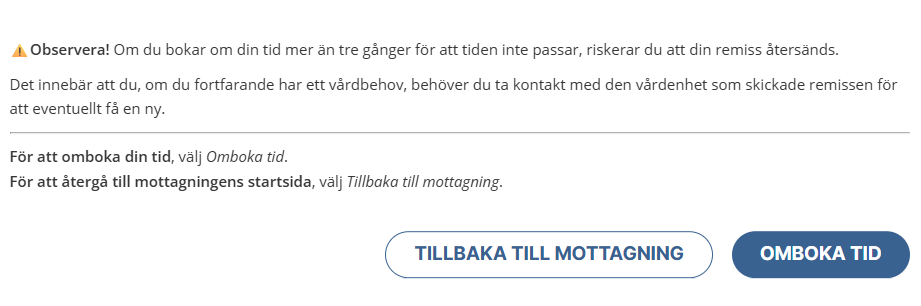 ⚠️ Observera! Om du bokar om din tid mer än tre gånger för att tiden inte passar, riskerar du att din remiss återsänds.
Det innebär att du, om du fortfarande har ett vårdbehov, behöver du ta kontakt med den vårdenhet som skickade remissen för
att eventuellt få en ny.
För att omboka din tid, välj Omboka tid.
För att återgå till mottagningens startsida, välj Tillbaka till mottagning.
TILLBAKA TILL MOTTAGNING
OMBOKA TID